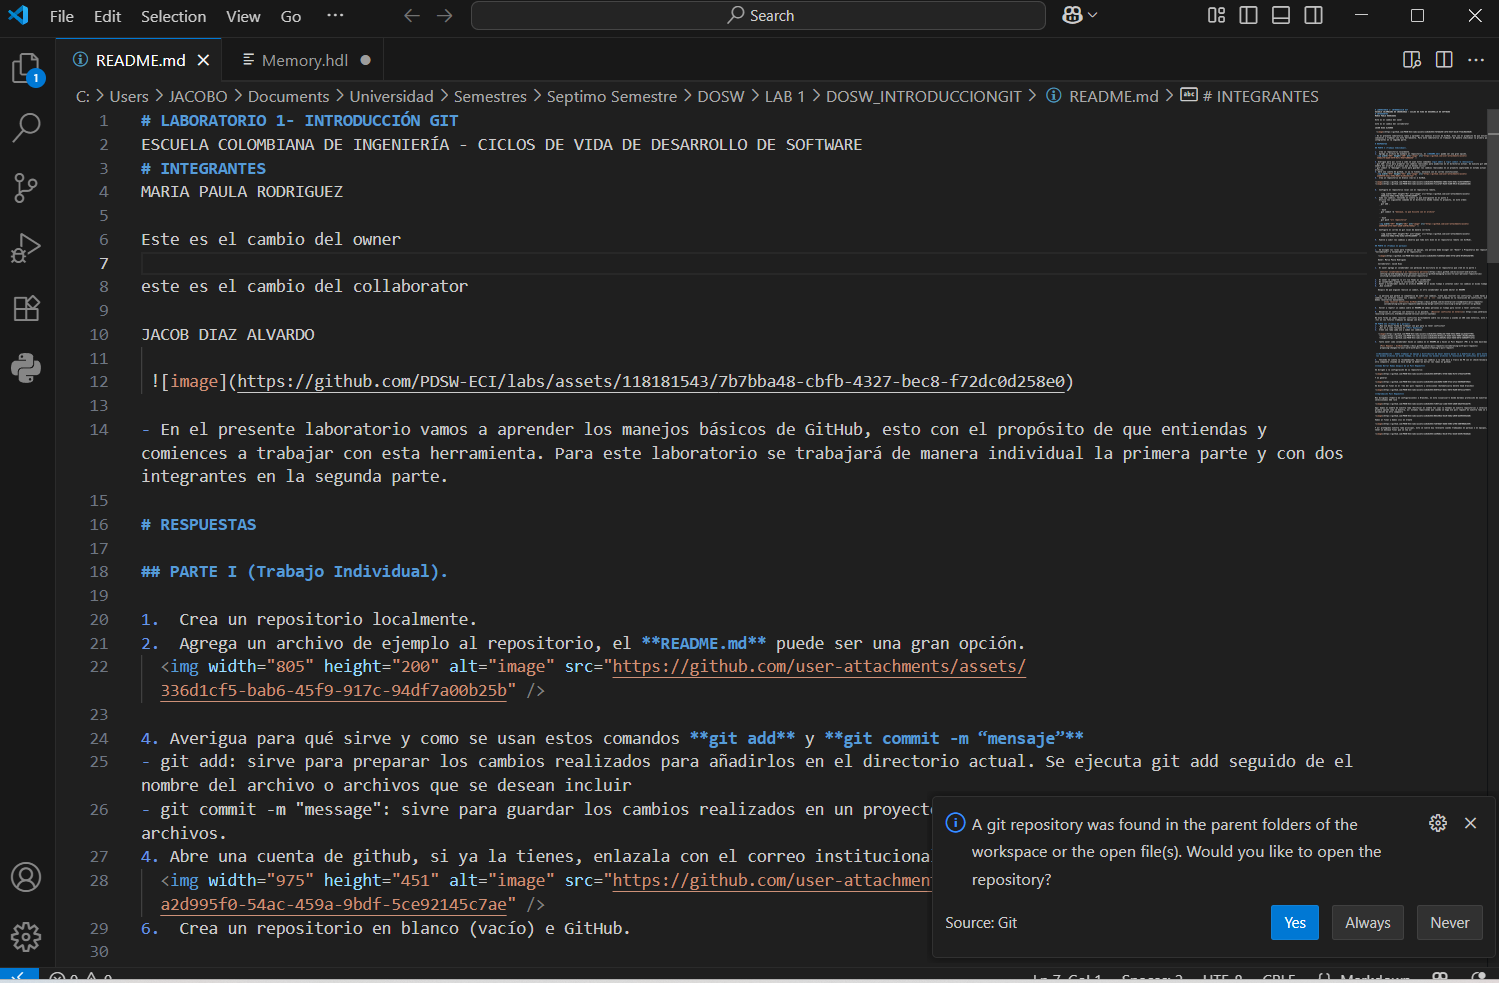 File Edit Selection View Go ··· Search
README.md Memory.hdl
C: > Users > JACOBO > Documents > Universidad > Semestres > Septimo Semestre > DOSW > LAB 1 > DOSW_INTRODUCCIONGIT > README.md > # INTEGRANTES
1 # LABORATORIO 1- INTRODUCCIÓN GIT
2 ESCUELA COLOMBIANA DE INGENIERÍA - CICLOS DE VIDA DE DESARROLLO DE SOFTWARE
3 # INTEGRANTES
4 MARIA PAULA RODRIGUEZ
5
6 Este es el cambio del owner
7
8 este es el cambio del collaborator
9
10 JACOB DIAZ ALVARDO
11
12 ![image](https://github.com/PDSW-ECI/labs/assets/118181543/7b7bba48-cbfb-4327-bec8-f72dc0d258e0)
13
14 - En el presente laboratorio vamos a aprender los manejos básicos de GitHub, esto con el propósito de que entiendas y
comiences a trabajar con esta herramienta. Para este laboratorio se trabajará de manera individual la primera parte y con dos
integrantes en la segunda parte.
15
16 # RESPUESTAS
17
18 ## PARTE I (Trabajo Individual).
19
20 1.  Crea un repositorio localmente.
21 2.  Agrega un archivo de ejemplo al repositorio, el **README.md** puede ser una gran opción.
22 <img width="805" height="200" alt="image" src="https://github.com/user-attachments/assets/
336d1cf5-bab6-45f9-917c-94df7a00b25b" />
23
24 4. Averigua para qué sirve y como se usan estos comandos **git add** y **git commit -m “mensaje”**
25 - git add: sirve para preparar los cambios realizados para añadirlos en el directorio actual. Se ejecuta git add seguido de el
nombre del archivo o archivos que se desean incluir
26 - git commit -m "message": sivre para guardar los cambios realizados en un proyect
archivos.
27 4. Abre una cuenta de github, si ya la tienes, enlazala con el correo instituciona
28 <img width="975" height="451" alt="image" src="https://github.com/user-attachmen
a2d995f0-54ac-459a-9bdf-5ce92145c7ae" />
29 6.  Crea un repositorio en blanco (vacío) e GitHub.
30
1
A git repository was found in the parent folders of the
workspace or the open file(s). Would you like to open the
repository?
Source: Git Yes Always Never
0 0 Ln 7, Col 1 Spaces: 2 UTF-8 CRLF {} Markdown